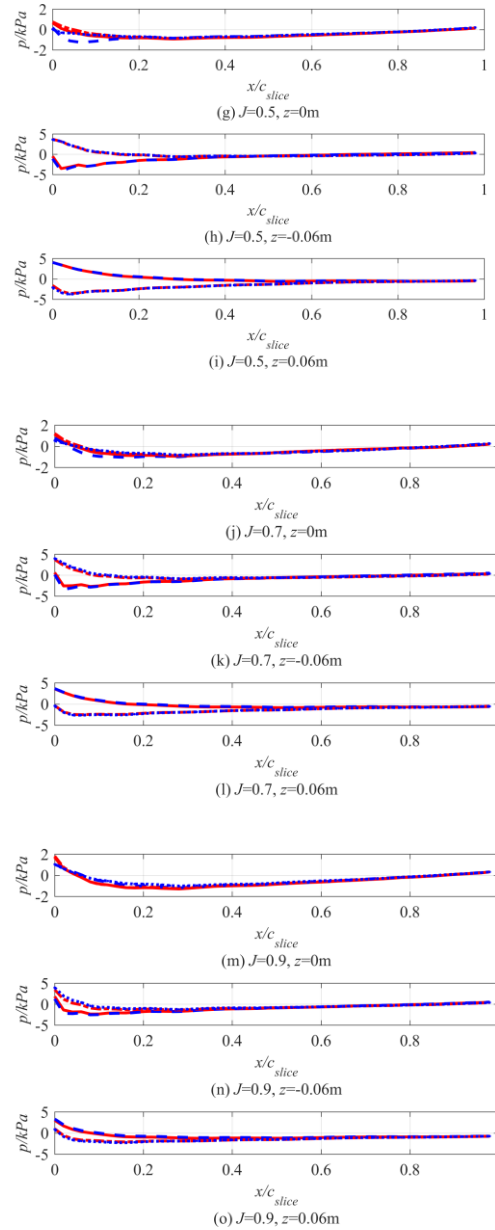 2
0
-2
p/kPa
0 0.2 0.4 0.6 0.8 1
x/c_slice
(g) J=0.5, z=0m
5
0
-5
p/kPa
0 0.2 0.4 0.6 0.8 1
x/c_slice
(h) J=0.5, z=-0.06m
5
0
-5
p/kPa
0 0.2 0.4 0.6 0.8 1
x/c_slice
(i) J=0.5, z=0.06m
2
0
-2
p/kPa
0 0.2 0.4 0.6 0.8
x/c_slice
(j) J=0.7, z=0m
5
0
-5
p/kPa
0 0.2 0.4 0.6 0.8
x/c_slice
(k) J=0.7, z=-0.06m
5
0
-5
p/kPa
0 0.2 0.4 0.6 0.8
x/c_slice
(l) J=0.7, z=0.06m
2
0
-2
p/kPa
0 0.2 0.4 0.6 0.8
x/c_slice
(m) J=0.9, z=0m
5
0
-5
p/kPa
0 0.2 0.4 0.6 0.8
x/c_slice
(n) J=0.9, z=-0.06m
5
0
-5
p/kPa
0 0.2 0.4 0.6 0.8
x/c_slice
(o) J=0.9, z=0.06m